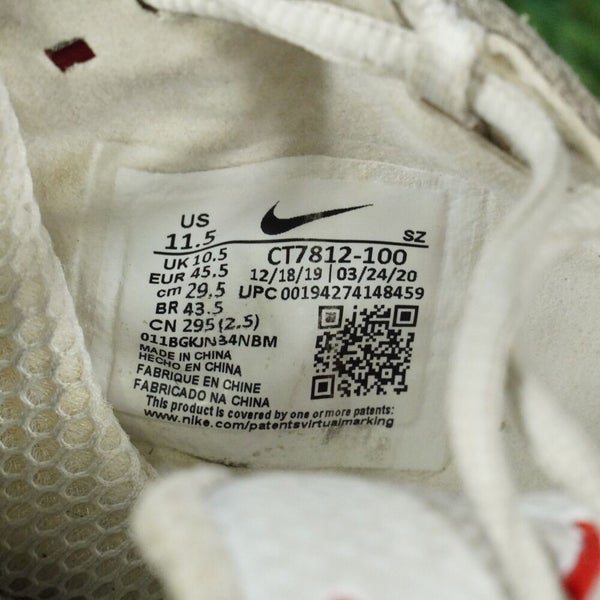 US
11.5
SZ
UK 10.5
CT7812-100
EUR 45.5
12/18/19 | 03/24/20
cm 29.5
UPC 00194274148459
BR 43.5
CN 295 (2.5)
MADE IN CHINA
HECHO EN CHINA
FABRIQUE EN CHINE
FABRICADO NA CHINA
This product is covered by one or more patents:
www.nike.com/patentsvirtualmarking